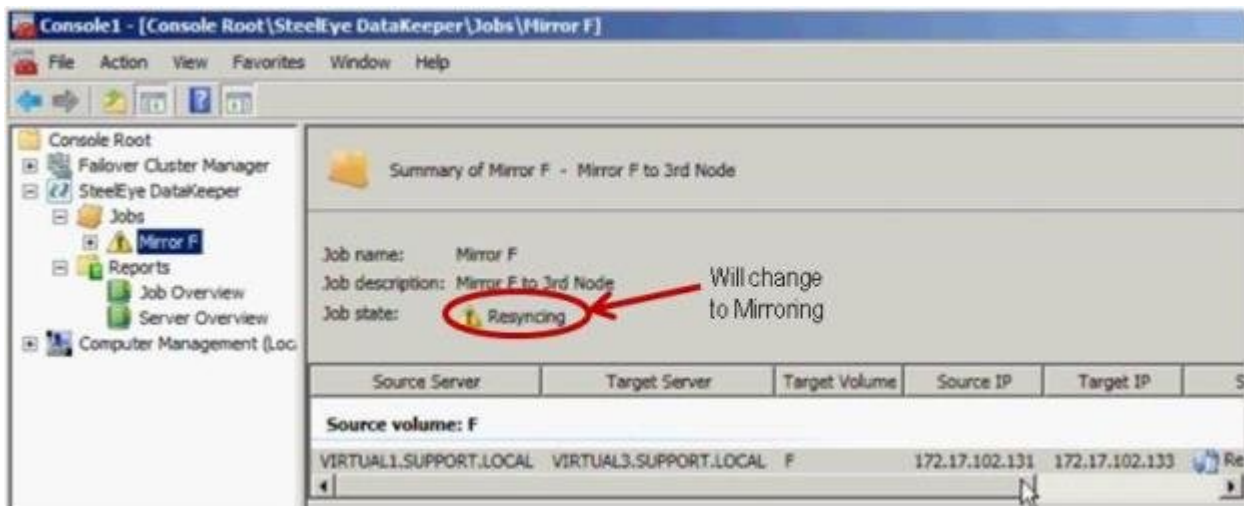 Console1 - [Console Root\SteelEye DataKeeper\Jobs\Mirror F]
File Action View Favorites Window Help
Console Root
Failover Cluster Manager
SteelEye DataKeeper
Jobs
Mirror F
Reports
Job Overview
Server Overview
Computer Management (Loc
Summary of Mirror F - Mirror F to 3rd Node
Job name: Mirror F
Job description: Mirror F to 3rd Node
Job state: Resyncing
Will change
to Mirroring
Source Server Target Server Target Volume Source IP Target IP S
Source volume: F
VIRTUAL1.SUPPORT.LOCAL VIRTUAL3.SUPPORT.LOCAL F 172.17.102.131 172.17.102.133 Re